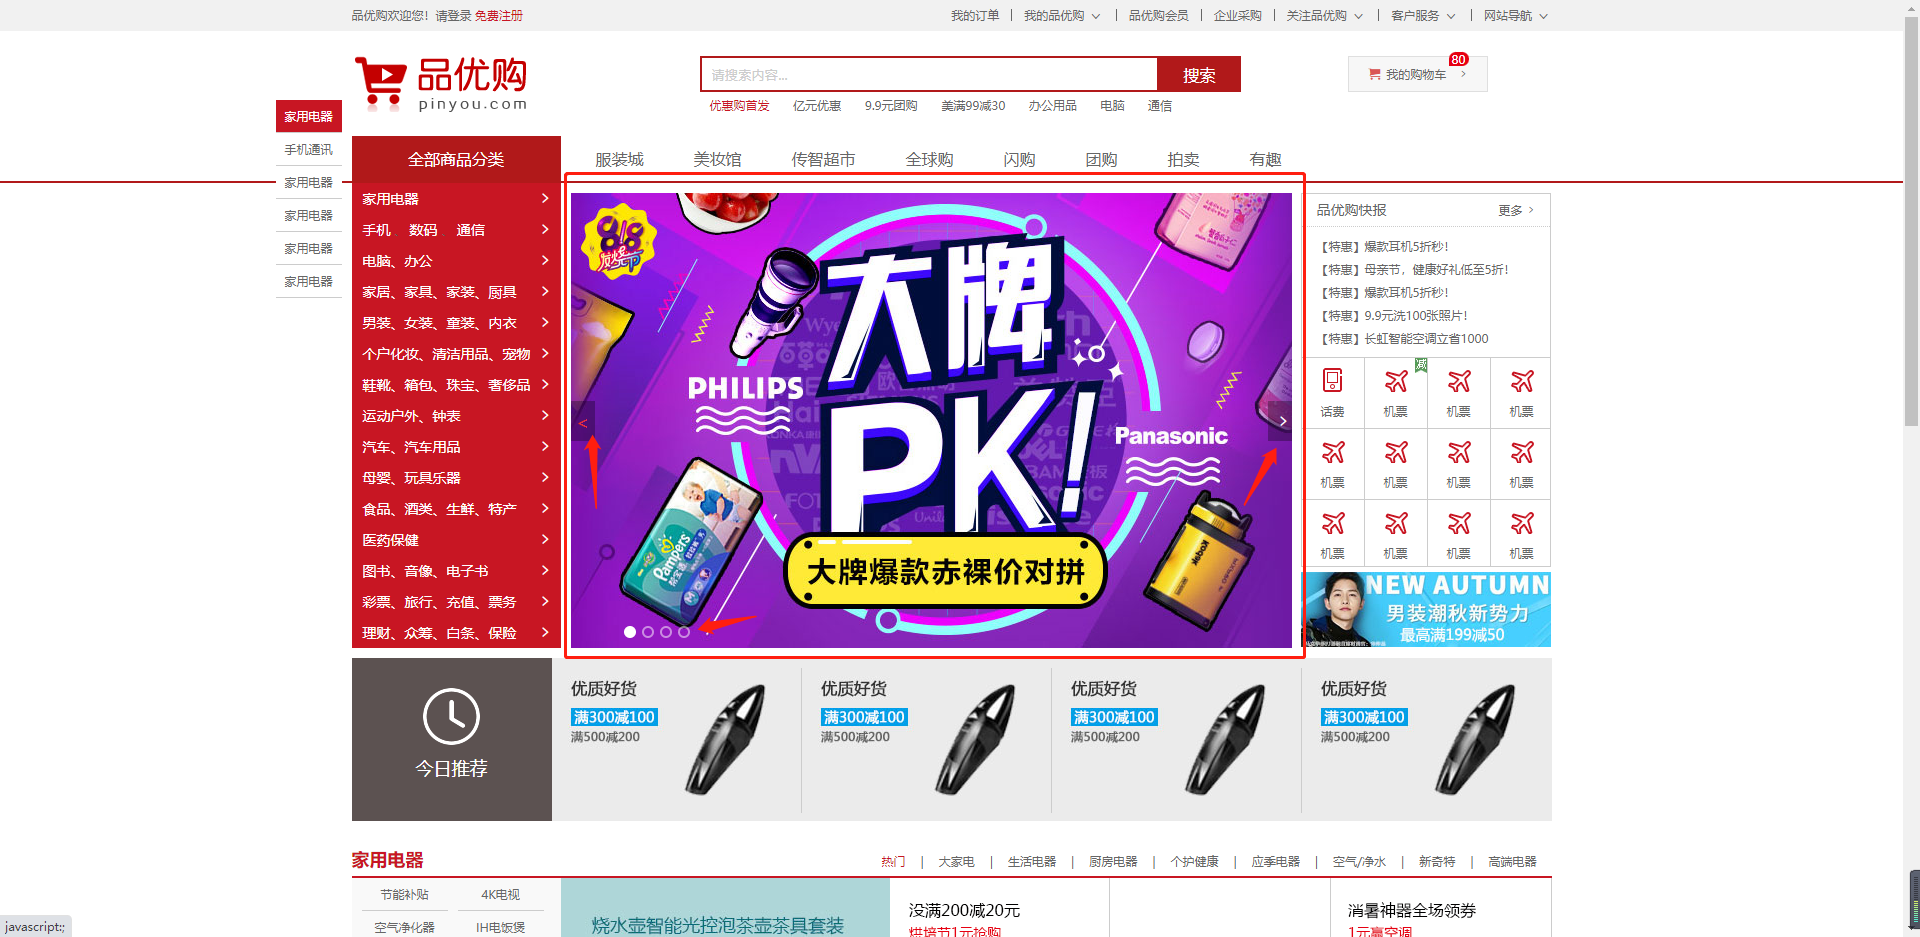 品优购欢迎您! 请登录 免费注册
我的订单 | 我的品优购 | 品优购会员 | 企业采购 | 关注品优购 | 客户服务 | 网站导航
品优购
pinyou.com
请搜索内容...
搜索
80
我的购物车
优惠购首发 亿元优惠 9.9元团购 美满99减30 办公用品 电脑 通信
家用电器
手机通讯
家用电器
家用电器
家用电器
家用电器
全部商品分类
服装城 美妆馆 传智超市 全球购 闪购 团购 拍卖 有趣
家用电器
手机 数码 通信
电脑、办公
家居、家具、家装、厨具
男装、女装、童装、内衣
个户化妆、清洁用品、宠物
鞋靴、箱包、珠宝、奢侈品
运动户外、钟表
汽车、汽车用品
母婴、玩具乐器
食品、酒类、生鲜、特产
医药保健
图书、音像、电子书
彩票、旅行、充值、票务
理财、众筹、白条、保险
818
大牌
PK!
PHILIPS
Panasonic
Pampers
Kodak
大牌爆款赤裸价对拼
<
>
品优购快报
更多
【特惠】爆款耳机5折秒!
【特惠】母亲节，健康好礼低至5折!
【特惠】爆款耳机5折秒!
【特惠】9.9元洗100张照片!
【特惠】长虹智能空调立省1000
减
话费 机票 机票 机票
机票 机票 机票 机票
机票 机票 机票 机票
NEW AUTUMN
男装潮秋新势力
最高满199减50
今日推荐
优质好货
满300减100
满500减200
优质好货
满300减100
满500减200
优质好货
满300减100
满500减200
优质好货
满300减100
满500减200
家用电器
热门 | 大家电 | 生活电器 | 厨房电器 | 个护健康 | 应季电器 | 空气/净水 | 新奇特 | 高端电器
节能补贴 4K电视
空气净化器 IH电饭煲
烧水壶智能光控泡茶壶茶具套装
没满200减20元
烘焙节1元抢购
消暑神器全场领券
1元赢空调
javascript:;